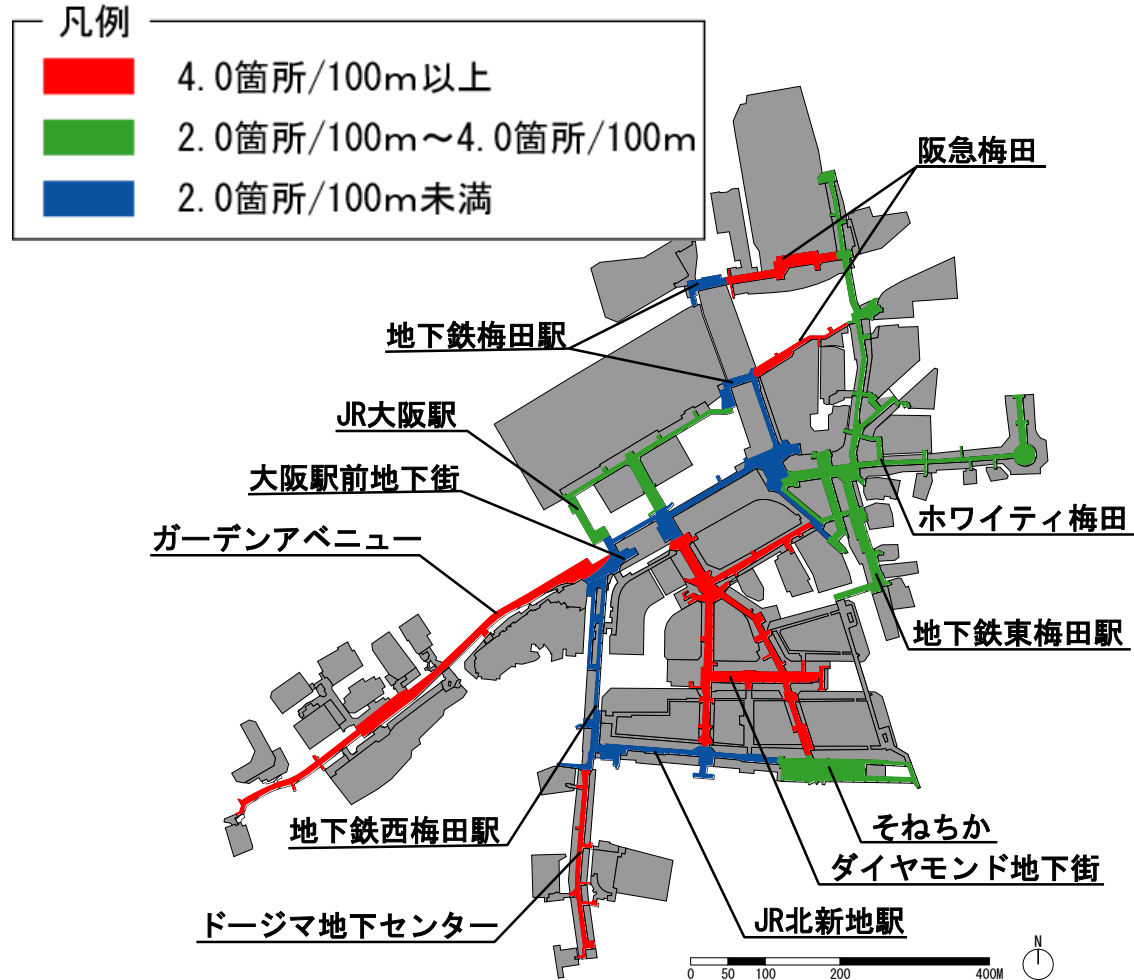 凡例
4.0箇所/100m以上
2.0箇所/100m～4.0箇所/100m
2.0箇所/100m未満
阪急梅田
地下鉄梅田駅
JR大阪駅
大阪駅前地下街
ガーデンアベニュー
ホワイティ梅田
地下鉄東梅田駅
地下鉄西梅田駅
そねちか
ダイヤモンド地下街
ドージマ地下センター
JR北新地駅
N
0 50 100 200 400M